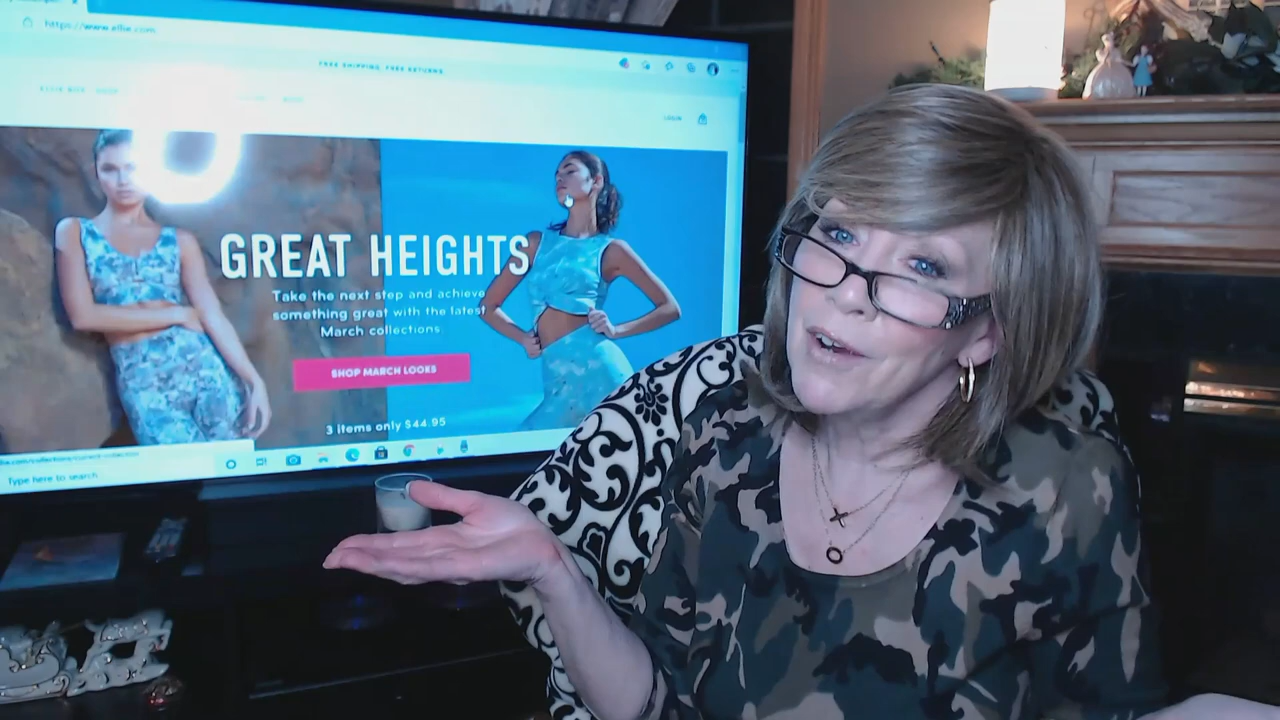 https://www.ellie.com
FREE SHIPPING, FREE RETURNS
LOGIN
GREAT HEIGHTS
Take the next step and achieve
something great with the latest
March collections.
SHOP MARCH LOOKS
3 items only $44.95
Type here to search